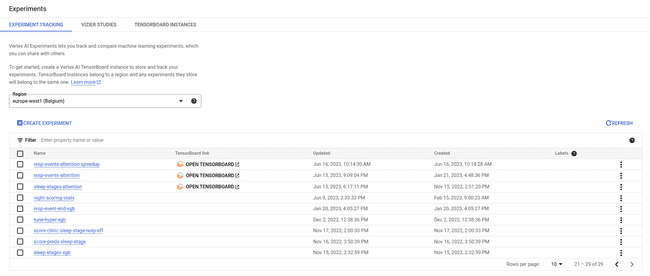 Experiments
EXPERIMENT TRACKING
VIZIER STUDIES
TENSORBOARD INSTANCES
Vertex AI Experiments lets you track and compare machine learning experiments, which
you can share with others.
To get started, create a Vertex AI TensorBoard instance to store and track your
experiments. TensorBoard instances belong to a region and any experiments they store
will belong to the same one. Learn more
Region
europe-west1 (Belgium)
CREATE EXPERIMENT
REFRESH
Filter Enter property name or value
Name TensorBoard link Updated Created Labels
resp-events-attention-speedup OPEN TENSORBOARD Jun 16, 2023, 10:14:30 AM Jun 16, 2023, 10:14:28 AM
resp-events-attention OPEN TENSORBOARD Jun 13, 2023, 9:09:04 PM Jan 21, 2023, 4:48:36 PM
sleep-stages-attention OPEN TENSORBOARD Jun 13, 2023, 6:17:11 PM Nov 15, 2022, 2:51:20 PM
night-scoring-stats Jun 9, 2023, 2:33:32 PM Feb 15, 2023, 9:00:23 AM
resp-event-end-xgb Jan 20, 2023, 4:05:27 PM Jan 20, 2023, 4:05:27 PM
tune-hyper-xgb Dec 2, 2022, 12:38:36 PM Dec 2, 2022, 12:38:36 PM
score-clinic-sleep-stage-resp-eff Nov 17, 2022, 2:00:33 PM Nov 17, 2022, 2:00:33 PM
score-preds-sleep-stage Nov 16, 2022, 3:50:39 PM Nov 16, 2022, 3:50:39 PM
sleep-stages-xgb Nov 15, 2022, 2:32:59 PM Nov 15, 2022, 2:32:59 PM
Rows per page: 10 21 – 29 of 29